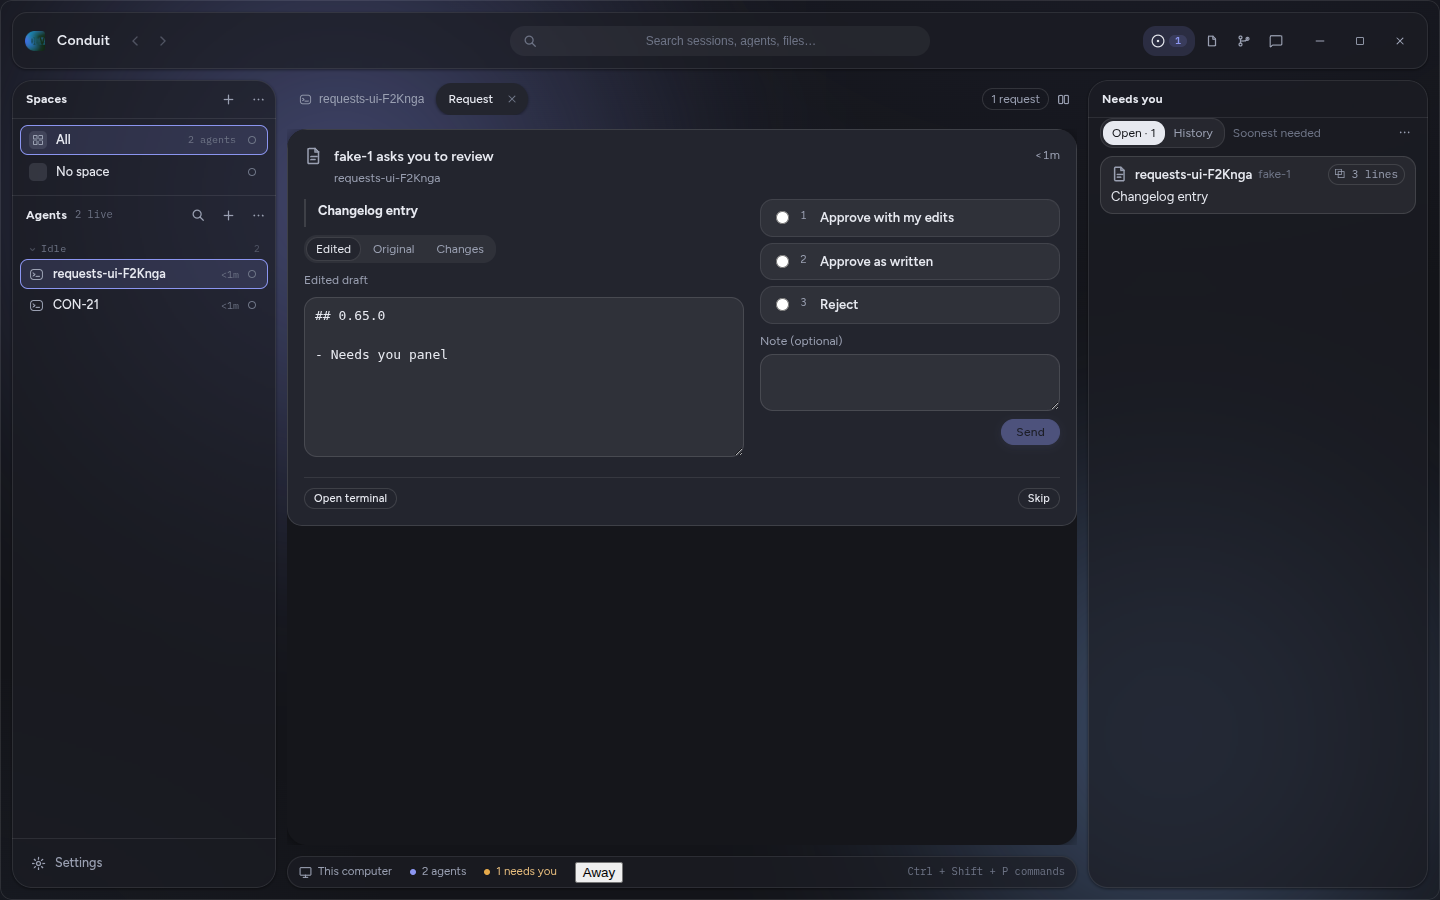 Conduit
Search sessions, agents, files…
1
Spaces
All
2 agents
No space
Agents 2 live
Idle
2
requests-ui-F2Knga
<1m
CON-21
<1m
Settings
requests-ui-F2Knga
Request
1 request
fake-1 asks you to review
<1m
requests-ui-F2Knga
Changelog entry
Edited
Original
Changes
Edited draft
## 0.65.0
- Needs you panel
1 Approve with my edits
2 Approve as written
3 Reject
Note (optional)
Send
Open terminal
Skip
This computer
2 agents
1 needs you
Away
Ctrl + Shift + P commands
Needs you
Open · 1
History
Soonest needed
requests-ui-F2Knga fake-1
3 lines
Changelog entry